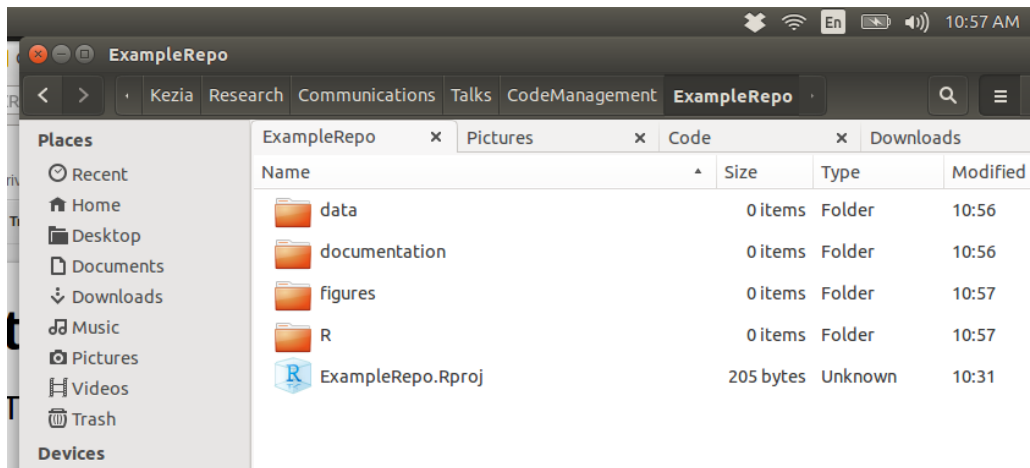 En 10:57 AM
ExampleRepo
Kezia Research Communications Talks CodeManagement ExampleRepo
Places
Recent
Home
Desktop
Documents
Downloads
Music
Pictures
Videos
Trash
Devices
ExampleRepo Pictures Code Downloads
Name Size Type Modified
data 0 items Folder 10:56
documentation 0 items Folder 10:56
figures 0 items Folder 10:57
R 0 items Folder 10:57
R ExampleRepo.Rproj 205 bytes Unknown 10:31